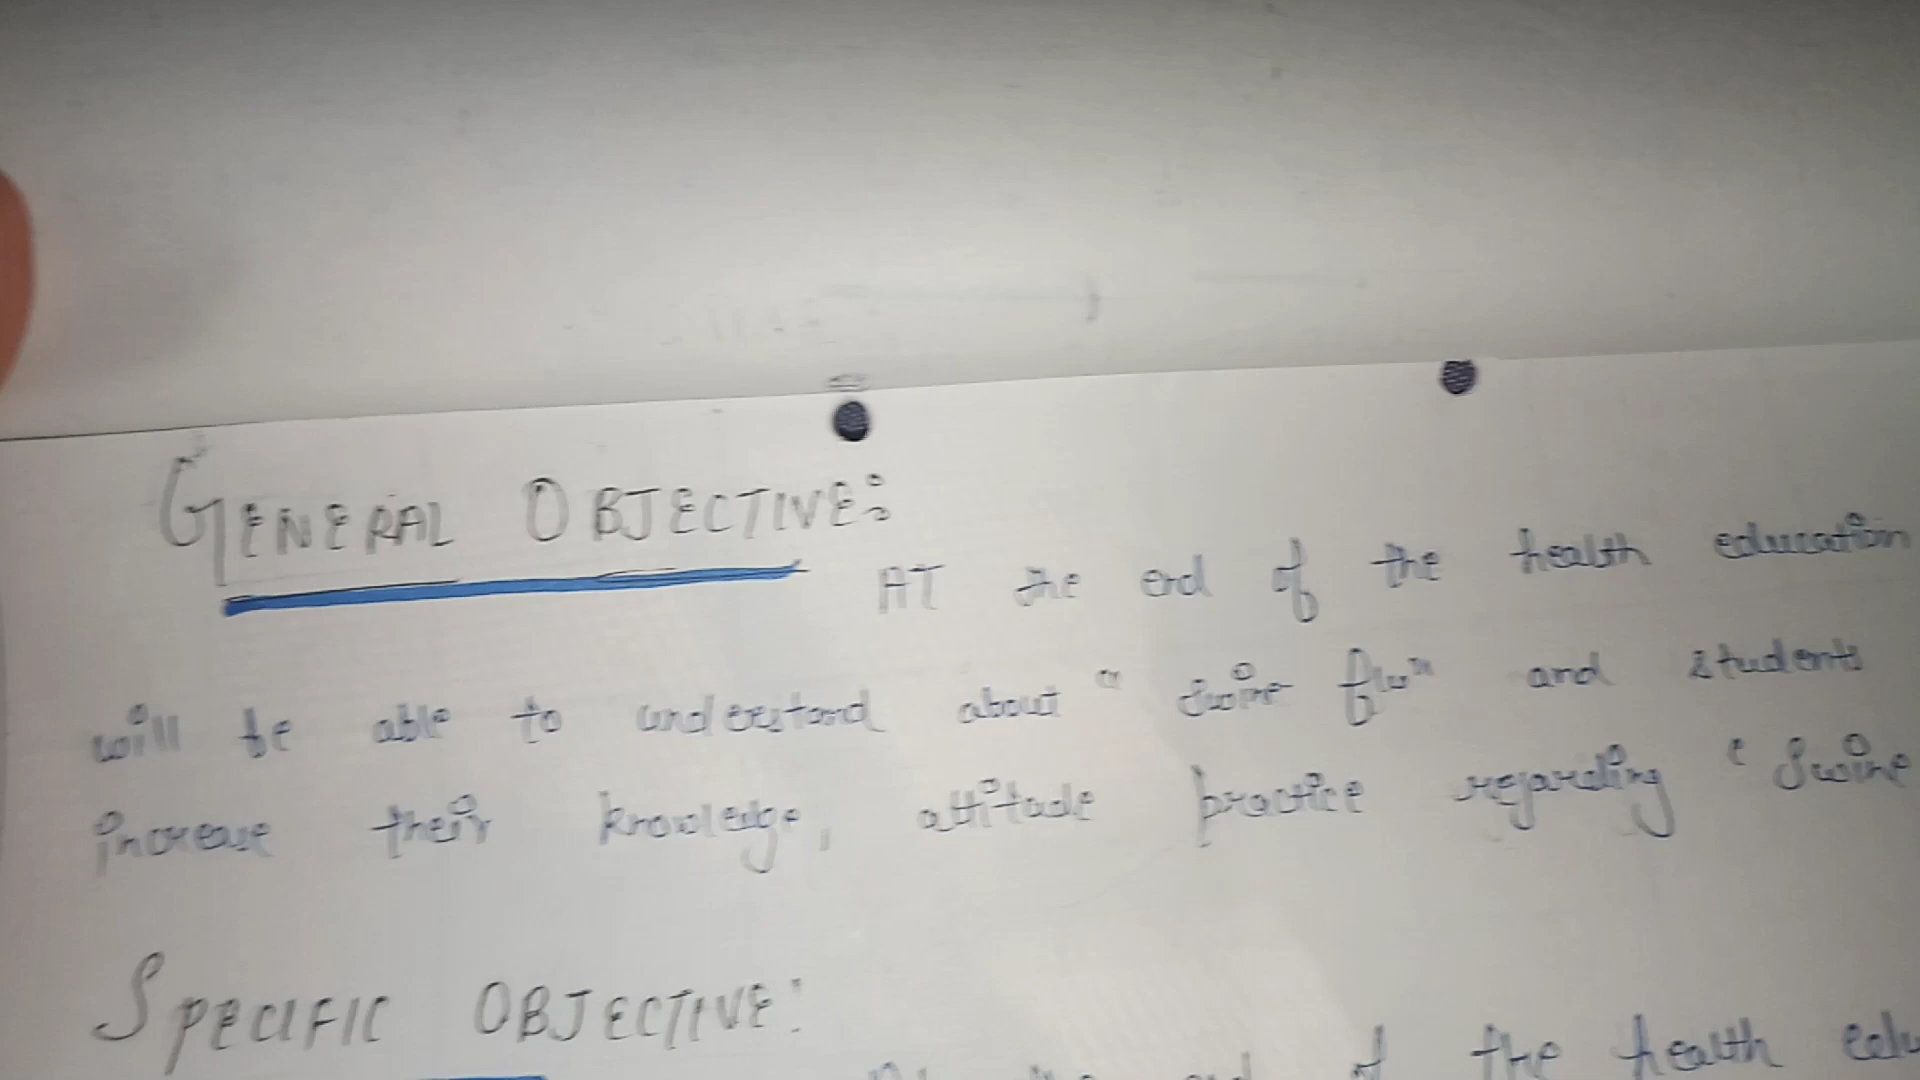 GENERAL OBJECTIVE:
AT the end of the health education
will be able to understand about " Swine flu" and students
increase their knowledge, attitude practice regarding " Swine
SPECIFIC OBJECTIVE:
the health